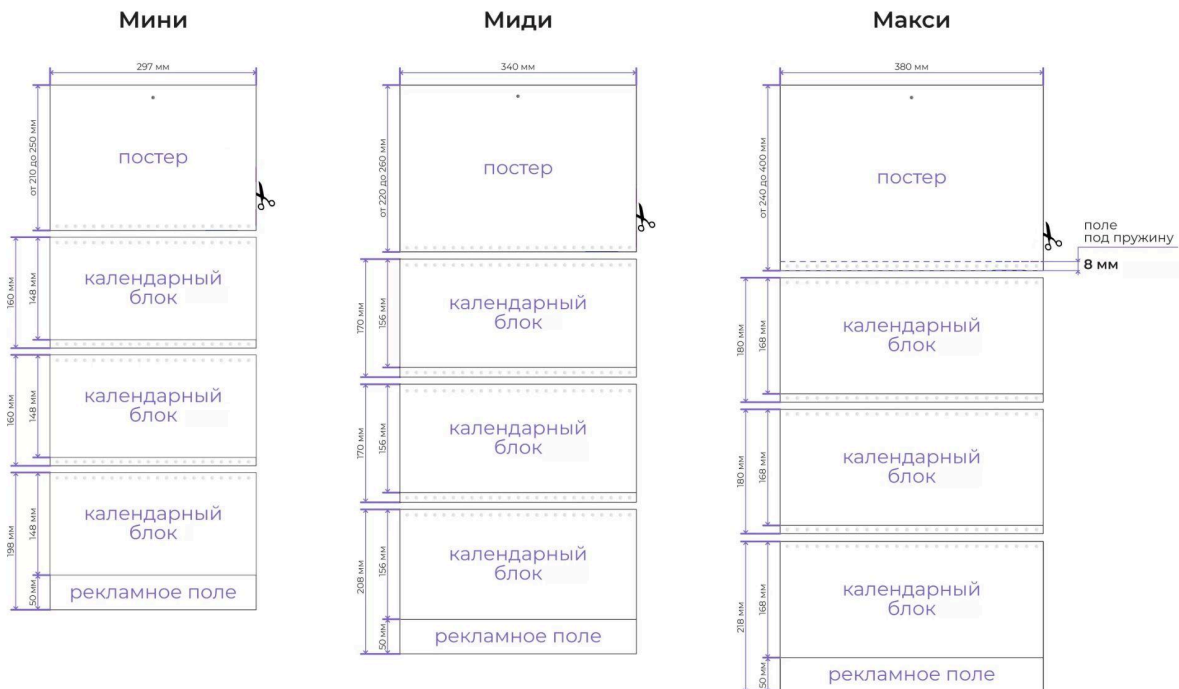 Мини
297 мм
от 210 до 250 мм
постер
160 мм
148 мм
календарный
блок
160 мм
148 мм
календарный
блок
198 мм
148 мм
календарный
блок
50 мм
рекламное поле
Миди
340 мм
от 220 до 260 мм
постер
170 мм
156 мм
календарный
блок
170 мм
156 мм
календарный
блок
208 мм
156 мм
календарный
блок
50 мм
рекламное поле
Макси
380 мм
от 240 до 400 мм
постер
поле
под пружину
8 мм
180 мм
168 мм
календарный
блок
180 мм
168 мм
календарный
блок
218 мм
168 мм
календарный
блок
50 мм
рекламное поле